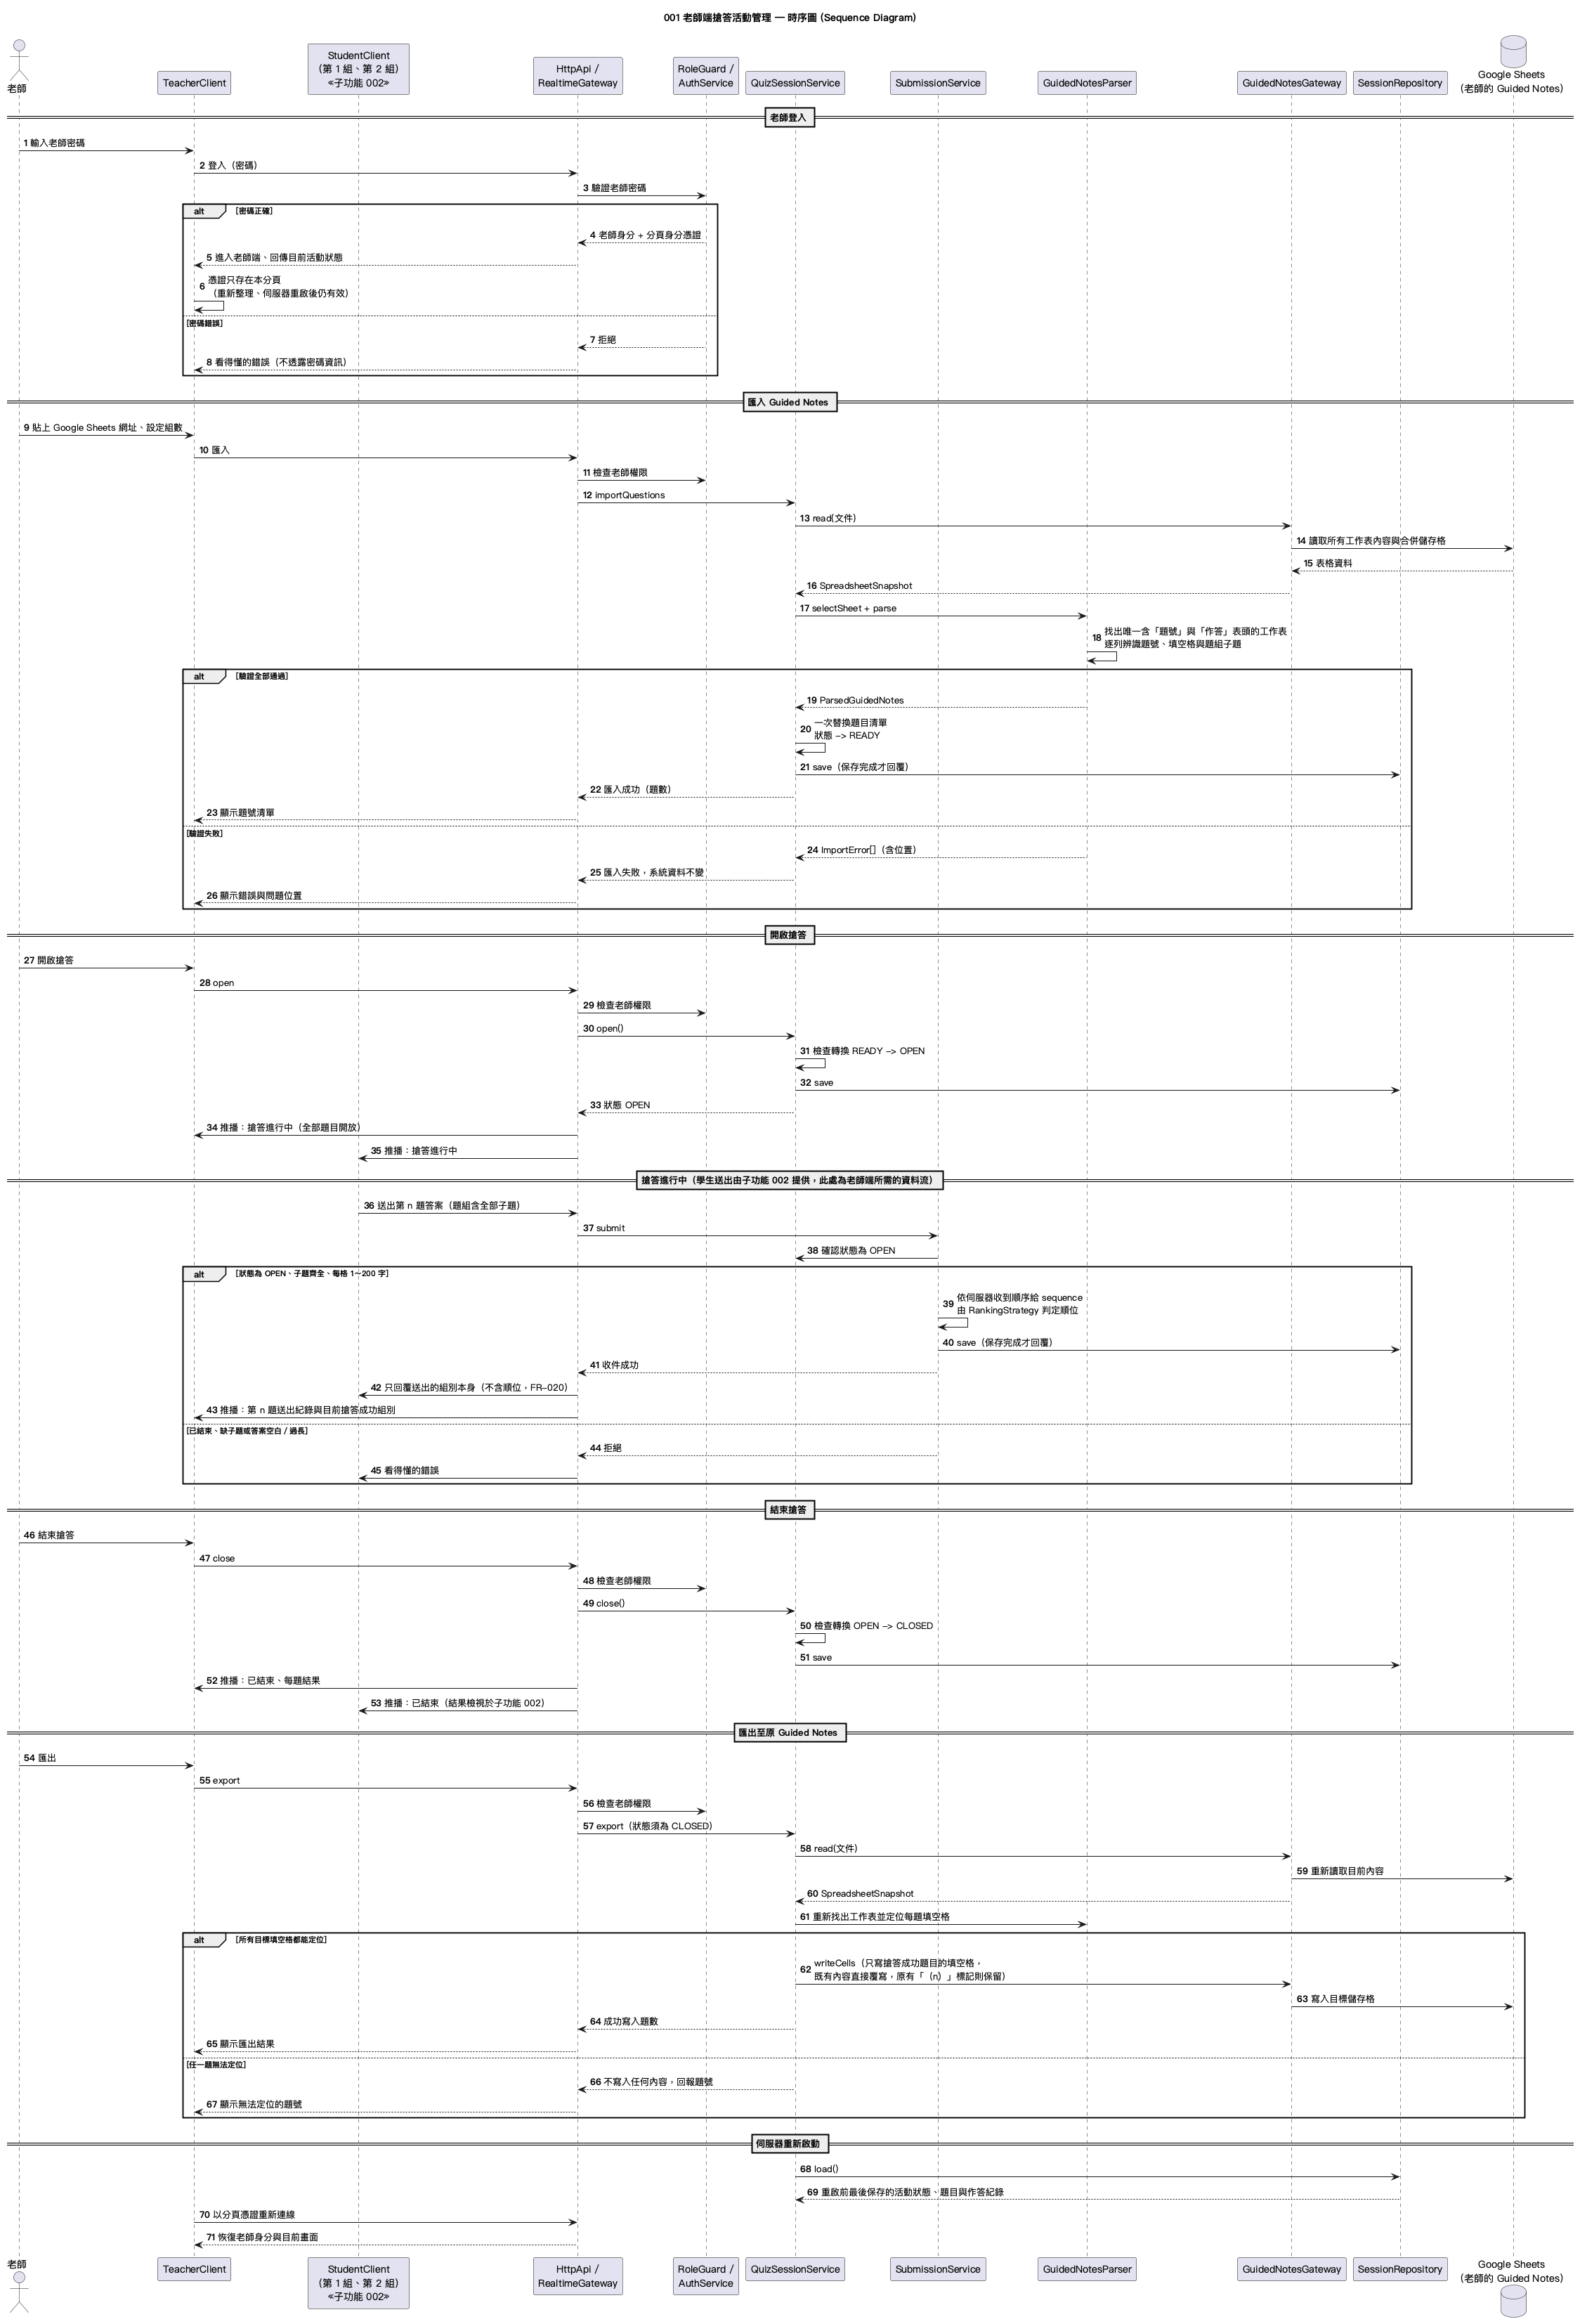 001 老師端搶答活動管理 — 時序圖 (Sequence Diagram)
老師
TeacherClient
StudentClient
(第 1 組、第 2 組)
«子功能 002»
HttpApi /
RealtimeGateway
RoleGuard /
AuthService
QuizSessionService
SubmissionService
GuidedNotesParser
GuidedNotesGateway
SessionRepository
Google Sheets
(老師的 Guided Notes)
老師登入
1 輸入老師密碼
2 登入（密碼）
3 驗證老師密碼
alt [密碼正確]
4 老師身分 + 分頁身分憑證
5 進入老師端、回傳目前活動狀態
6 憑證只存在本分頁
（重新整理、伺服器重啟後仍有效）
[密碼錯誤]
7 拒絕
8 看得懂的錯誤（不透露密碼資訊）
匯入 Guided Notes
9 貼上 Google Sheets 網址、設定組數
10 匯入
11 檢查老師權限
12 importQuestions
13 read(文件)
14 讀取所有工作表內容與合併儲存格
15 表格資料
16 SpreadsheetSnapshot
17 selectSheet + parse
18 找出唯一含「題號」與「作答」表頭的工作表
逐列辨識題號、填空格與題組子題
alt [驗證全部通過]
19 ParsedGuidedNotes
20 一次替換題目清單
狀態 -> READY
21 save（保存完成才回覆）
22 匯入成功（題數）
23 顯示題號清單
[驗證失敗]
24 ImportError[]（含位置）
25 匯入失敗，系統資料不變
26 顯示錯誤與問題位置
開啟搶答
27 開啟搶答
28 open
29 檢查老師權限
30 open()
31 檢查轉換 READY -> OPEN
32 save
33 狀態 OPEN
34 推播：搶答進行中（全部題目開放）
35 推播：搶答進行中
搶答進行中（學生送出由子功能 002 提供，此處為老師端所需的資料流）
36 送出第 n 題答案（題組含全部子題）
37 submit
38 確認狀態為 OPEN
alt [狀態為 OPEN、子題齊全、每格 1～200 字]
39 依伺服器收到順序給 sequence
由 RankingStrategy 判定順位
40 save（保存完成才回覆）
41 收件成功
42 只回覆送出的組別本身（不含順位，FR-020）
43 推播：第 n 題送出紀錄與目前搶答成功組別
[已結束、缺子題或答案空白 / 過長]
44 拒絕
45 看得懂的錯誤
結束搶答
46 結束搶答
47 close
48 檢查老師權限
49 close()
50 檢查轉換 OPEN -> CLOSED
51 save
52 推播：已結束、每題結果
53 推播：已結束（結果檢視於子功能 002）
匯出至原 Guided Notes
54 匯出
55 export
56 檢查老師權限
57 export（狀態須為 CLOSED）
58 read(文件)
59 重新讀取目前內容
60 SpreadsheetSnapshot
61 重新找出工作表並定位每題填空格
alt [所有目標填空格都能定位]
62 writeCells（只寫搶答成功題目的填空格，
既有內容直接覆寫，原有「（n）」標記則保留）
63 寫入目標儲存格
64 成功寫入題數
65 顯示匯出結果
[任一題無法定位]
66 不寫入任何內容，回報題號
67 顯示無法定位的題號
伺服器重新啟動
68 load()
69 重啟前最後保存的活動狀態、題目與作答紀錄
70 以分頁憑證重新連線
71 恢復老師身分與目前畫面
老師
TeacherClient
StudentClient
(第 1 組、第 2 組)
«子功能 002»
HttpApi /
RealtimeGateway
RoleGuard /
AuthService
QuizSessionService
SubmissionService
GuidedNotesParser
GuidedNotesGateway
SessionRepository
Google Sheets
(老師的 Guided Notes)